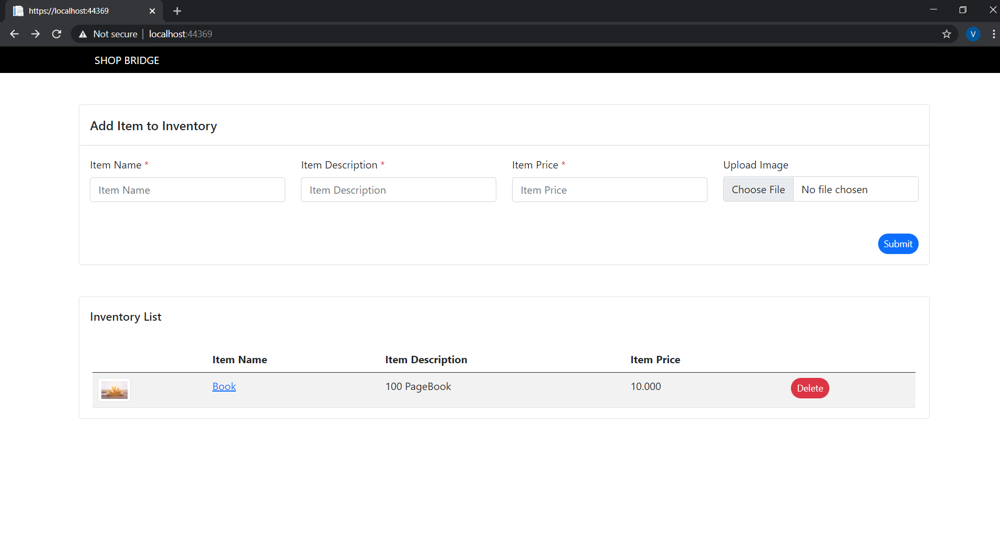 https://localhost:44369
Not secure localhost:44369 V
SHOP BRIDGE
Add Item to Inventory
Item Name * Item Description * Item Price * Upload Image
Item Name Item Description Item Price Choose File No file chosen
Submit
Inventory List
Item Name Item Description Item Price
Book 100 PageBook 10.000 Delete